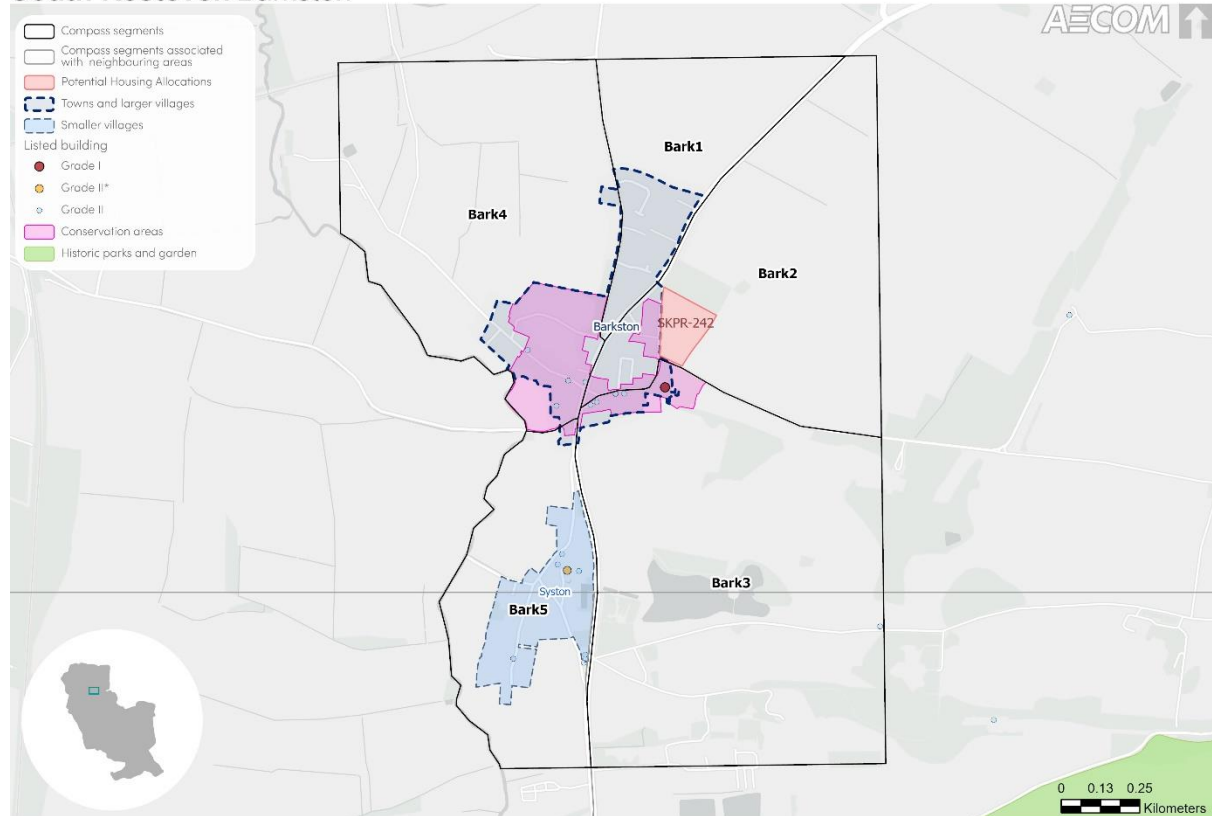 AECOM
Compass segments
Compass segments associated
with neighbouring areas
Potential Housing Allocations
Towns and larger villages
Smaller villages
Listed building
Grade I
Grade II*
Grade II
Conservation areas
Historic parks and garden
Bark1
Bark4
Bark2
Barkston
SKPR-242
Bark3
Syston
Bark5
0 0.13 0.25
Kilometers